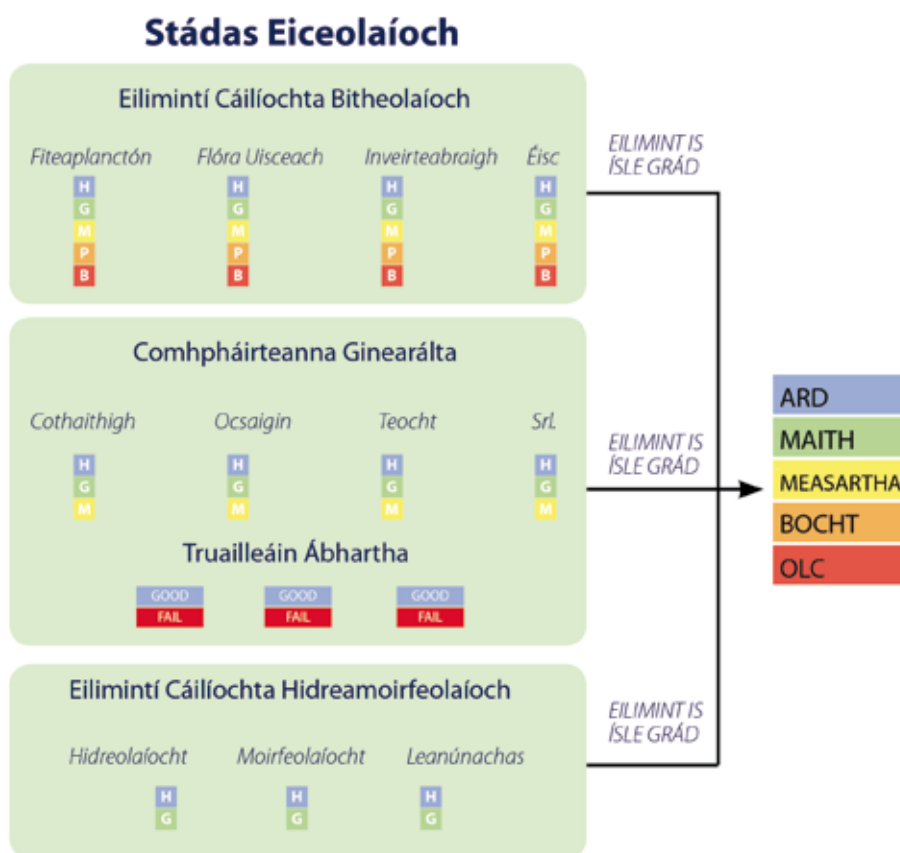 Stádas Eiceolaíoch
Eilimintí Cáilíochta Bitheolaíoch
Fiteaplanctón Flóra Uisceach Inveirteabraigh Éisc
H H H H
G G G G
M M M M
P P P P
B B B B
EILIMINT IS
ÍSLE GRÁD
Comhpháirteanna Ginearálta
Cothaithigh Ocsaigin Teocht Srl.
H H H H
G G G G
M M M M
Truailleáin Ábhartha
GOOD GOOD GOOD
FAIL FAIL FAIL
EILIMINT IS
ÍSLE GRÁD
Eilimintí Cáilíochta Hidreamoirfeolaíoch
Hidreolaíocht Moirfeolaíocht Leanúnachas
H H H
G G G
EILIMINT IS
ÍSLE GRÁD
ARD
MAITH
MEASARTHA
BOCHT
OLC